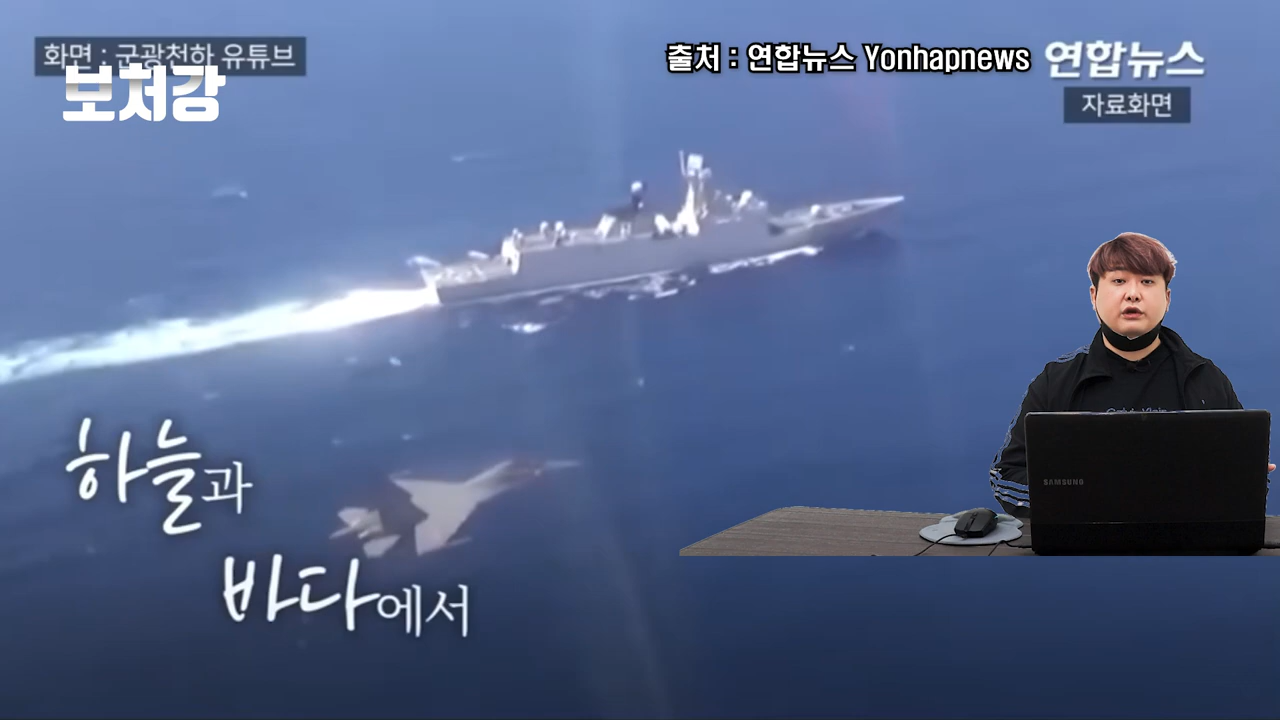 화면 : 군광천하 유튜브
보처강
출처 : 연합뉴스 Yonhapnews
연합뉴스
자료화면
하늘과
바다에서
SAMSUNG